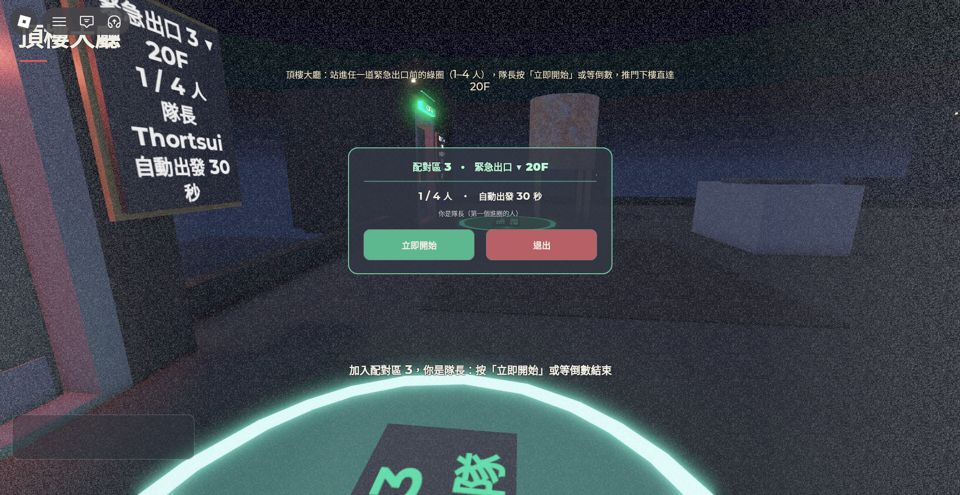 頂樓大廳
緊急出口 3 ▼
20F
1 / 4 人
隊長
Thortsui
自動出發 30
秒
頂樓大廳：站進任一道緊急出口前的綠圈（1–4 人），隊長按「立即開始」或等倒數，推門下樓直達
20F
配對區 3 • 緊急出口 ▼ 20F
1 / 4 人 • 自動出發 30 秒
你是隊長（第一個進圈的人）
立即開始
退出
加入配對區 3，你是隊長：按「立即開始」或等倒數結束
3
隊